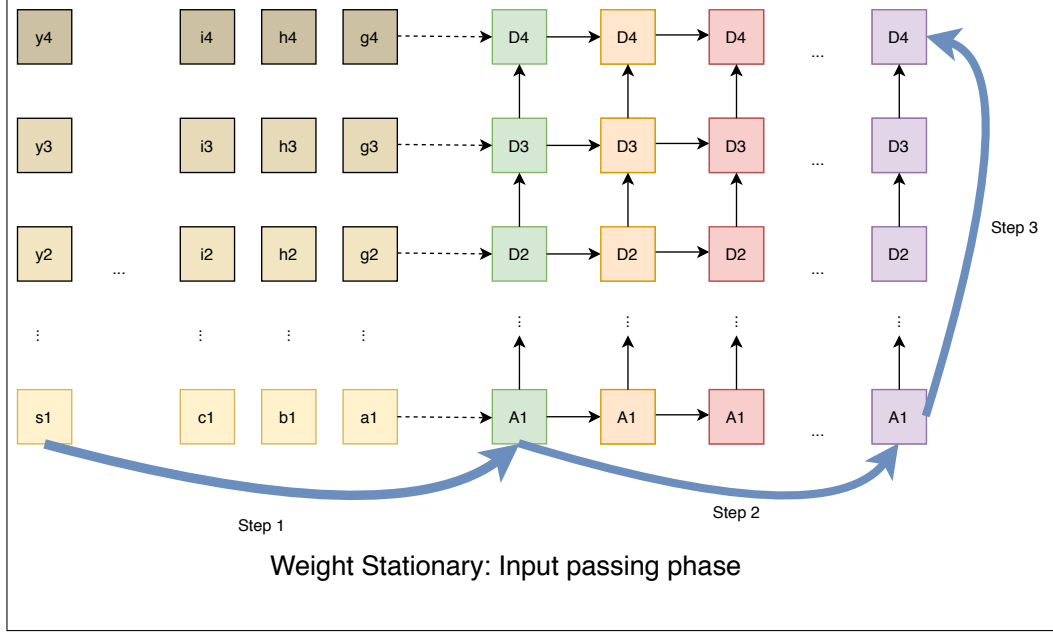 y4 i4 h4 g4 D4 D4 D4 ... D4
y3 i3 h3 g3 D3 D3 D3 ... D3
Step 3
y2 ... i2 h2 g2 D2 D2 D2 ... D2
... ... ... ... ... ... ... ...
s1 c1 b1 a1 A1 A1 A1 ... A1
Step 1
Step 2
Weight Stationary: Input passing phase